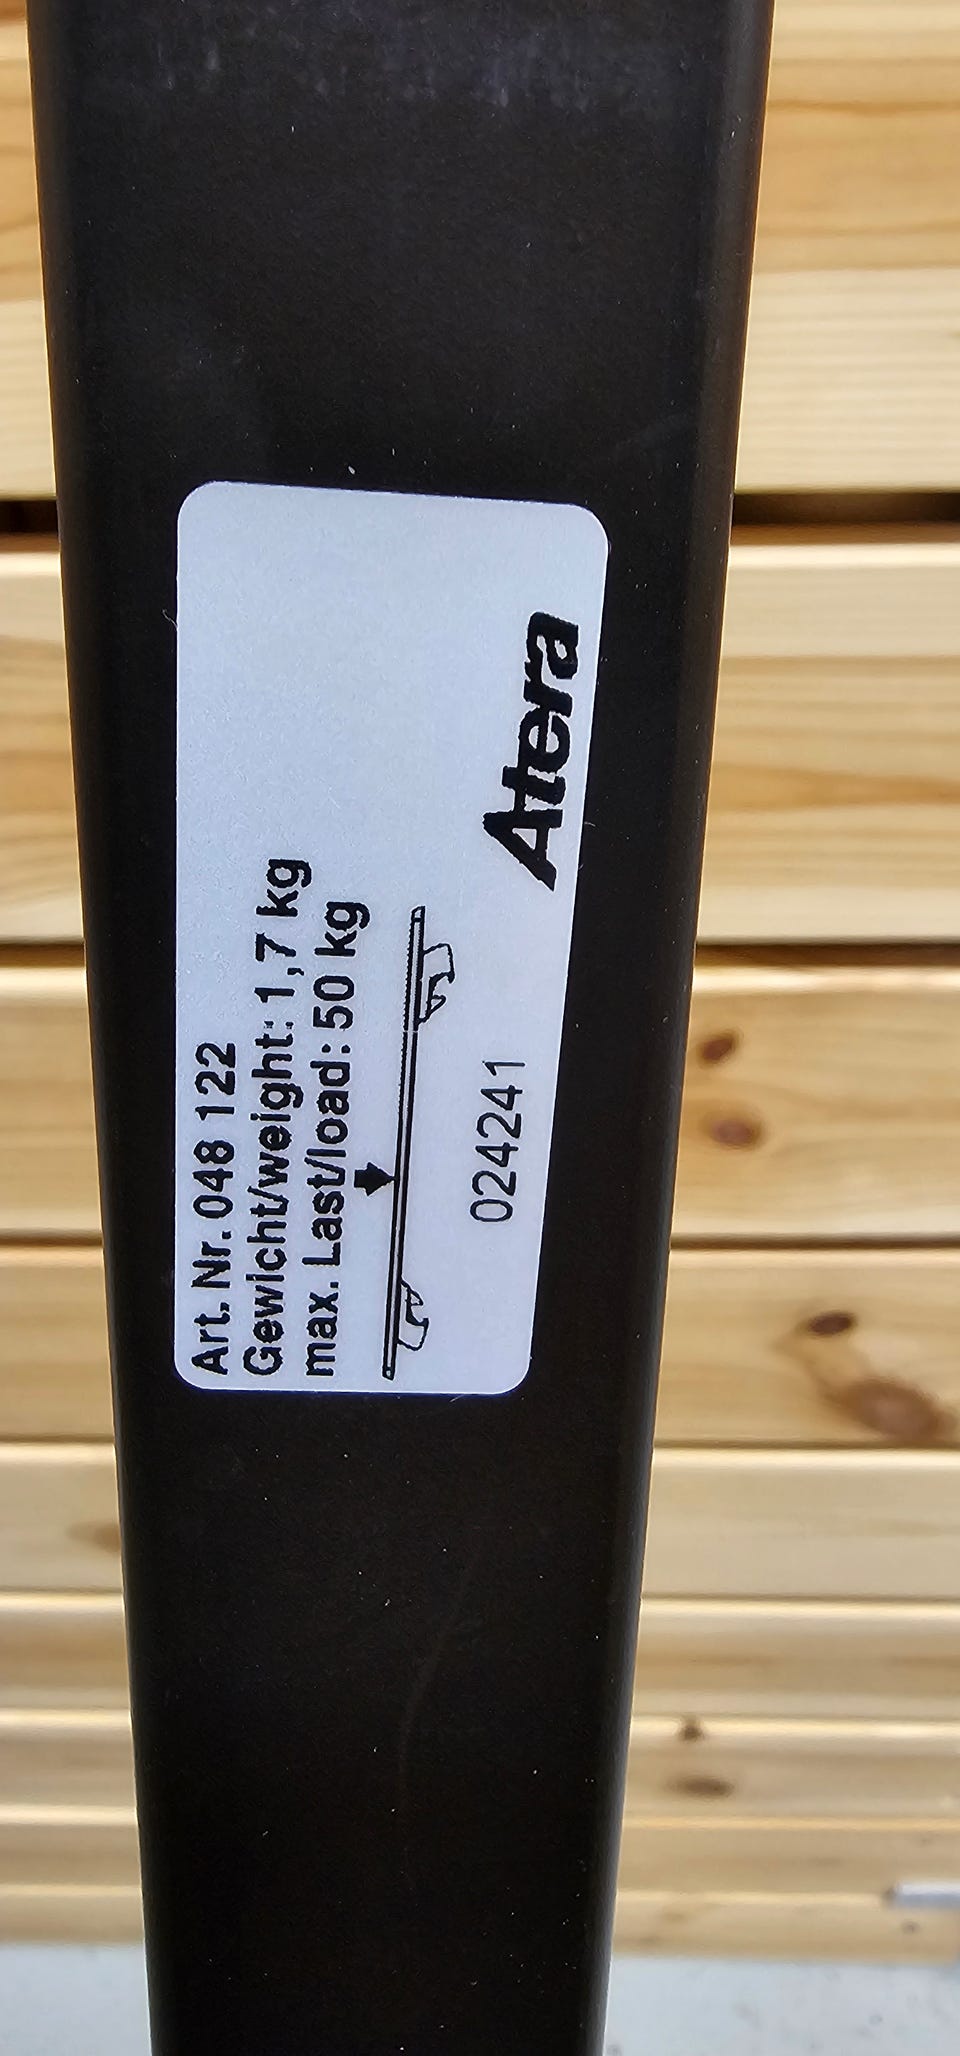 Art. Nr. 048 122
Gewicht/weight: 1,7 kg
max. Last/load: 50 kg
024241
Atera